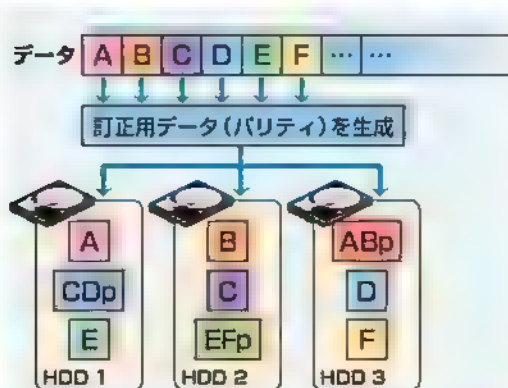 データ A B C D E F … …
訂正用データ(パリティ)を生成
A B ABp
CDp C D
E EFp F
HDD 1 HDD 2 HDD 3